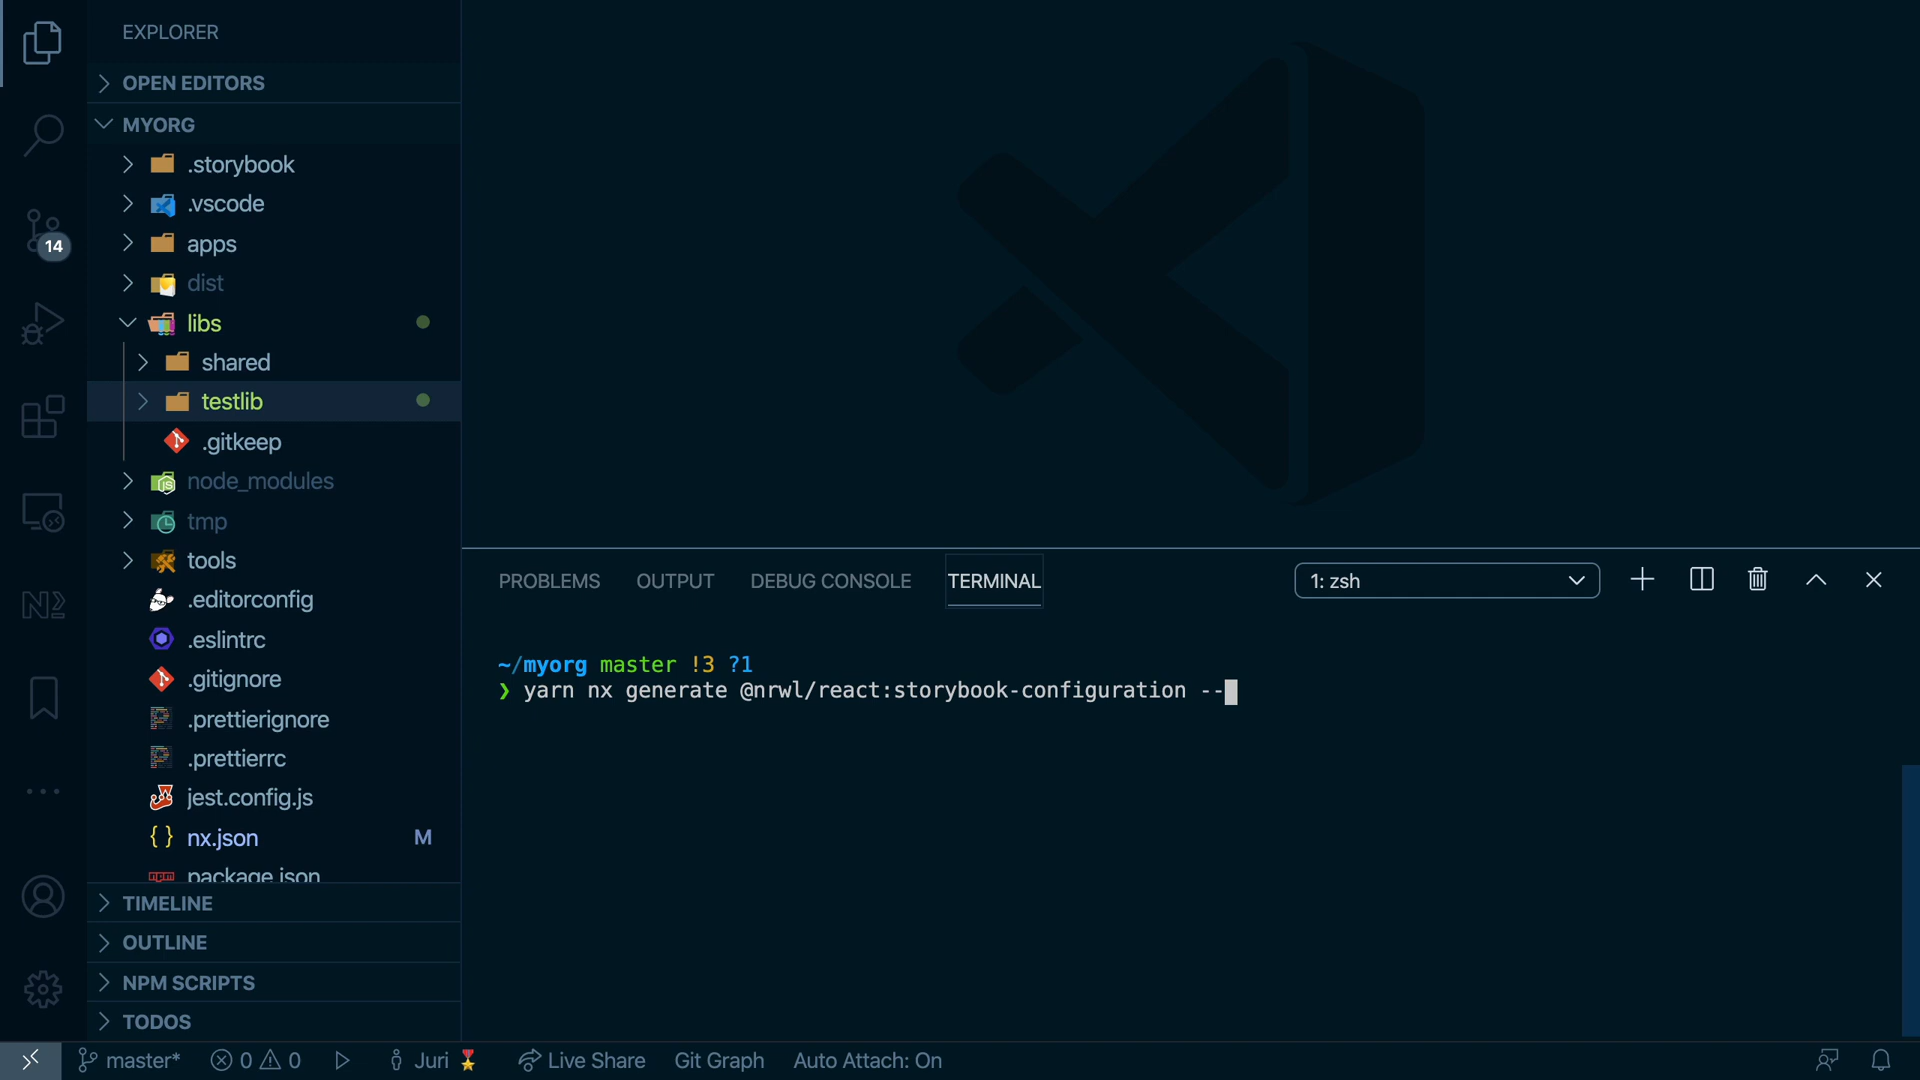 EXPLORER
OPEN EDITORS
MYORG
.storybook
.vscode
apps
14
dist
libs
shared
testlib
.gitkeep
node_modules
tmp
tools
.editorconfig
.eslintrc
.gitignore
.prettierignore
.prettierrc
jest.config.js
{ } nx.json M
package.json
TIMELINE
OUTLINE
NPM SCRIPTS
TODOS
PROBLEMS OUTPUT DEBUG CONSOLE TERMINAL 1: zsh
~/myorg master !3 ?1
❯ yarn nx generate @nrwl/react:storybook-configuration --
master* 0 0 Juri Live Share Git Graph Auto Attach: On